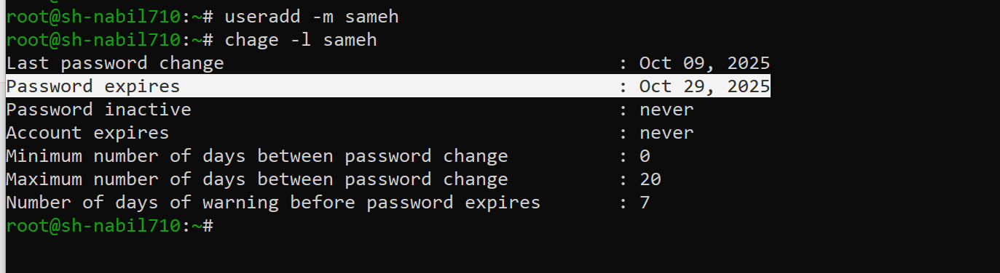 root@sh-nabil710:~# useradd -m sameh
root@sh-nabil710:~# chage -l sameh
Last password change                                    : Oct 09, 2025
Password expires                                        : Oct 29, 2025
Password inactive                                       : never
Account expires                                         : never
Minimum number of days between password change          : 0
Maximum number of days between password change          : 20
Number of days of warning before password expires       : 7
root@sh-nabil710:~#